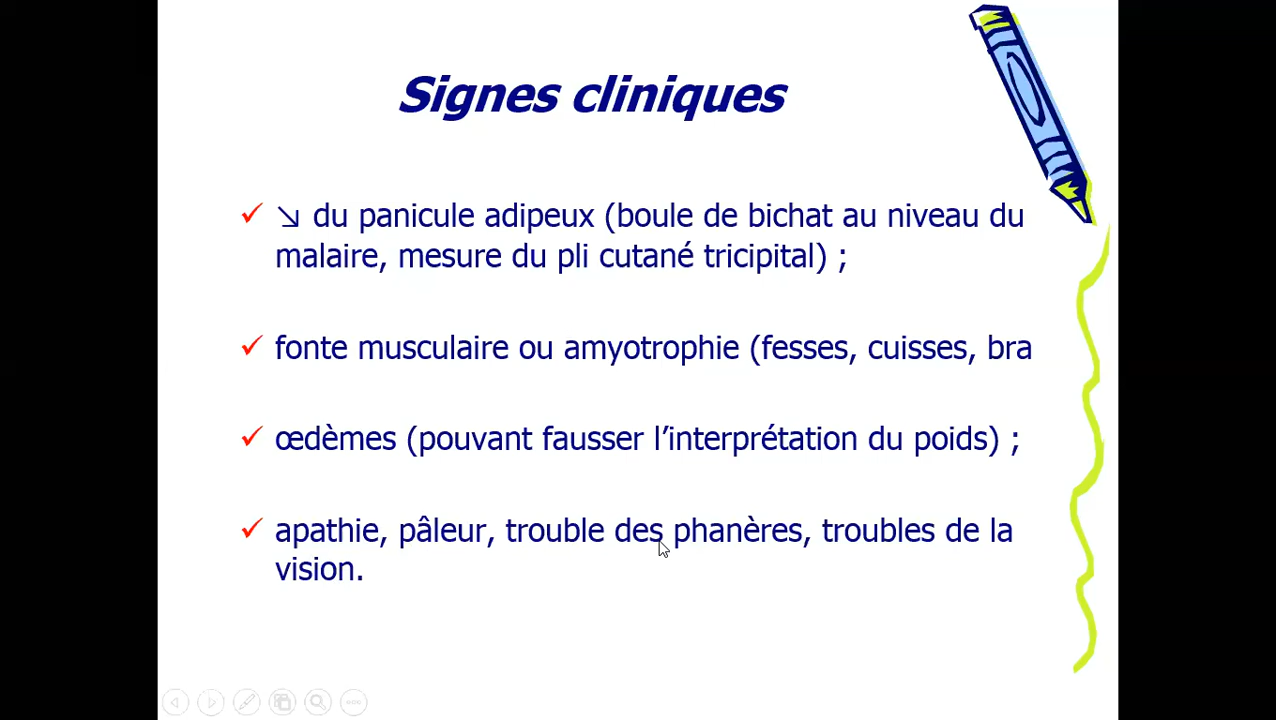 Signes cliniques
✓ ↘ du panicule adipeux (boule de bichat au niveau du
malaire, mesure du pli cutané tricipital) ;
✓ fonte musculaire ou amyotrophie (fesses, cuisses, bra
✓ œdèmes (pouvant fausser l’interprétation du poids) ;
✓ apathie, pâleur, trouble des phanères, troubles de la
vision.